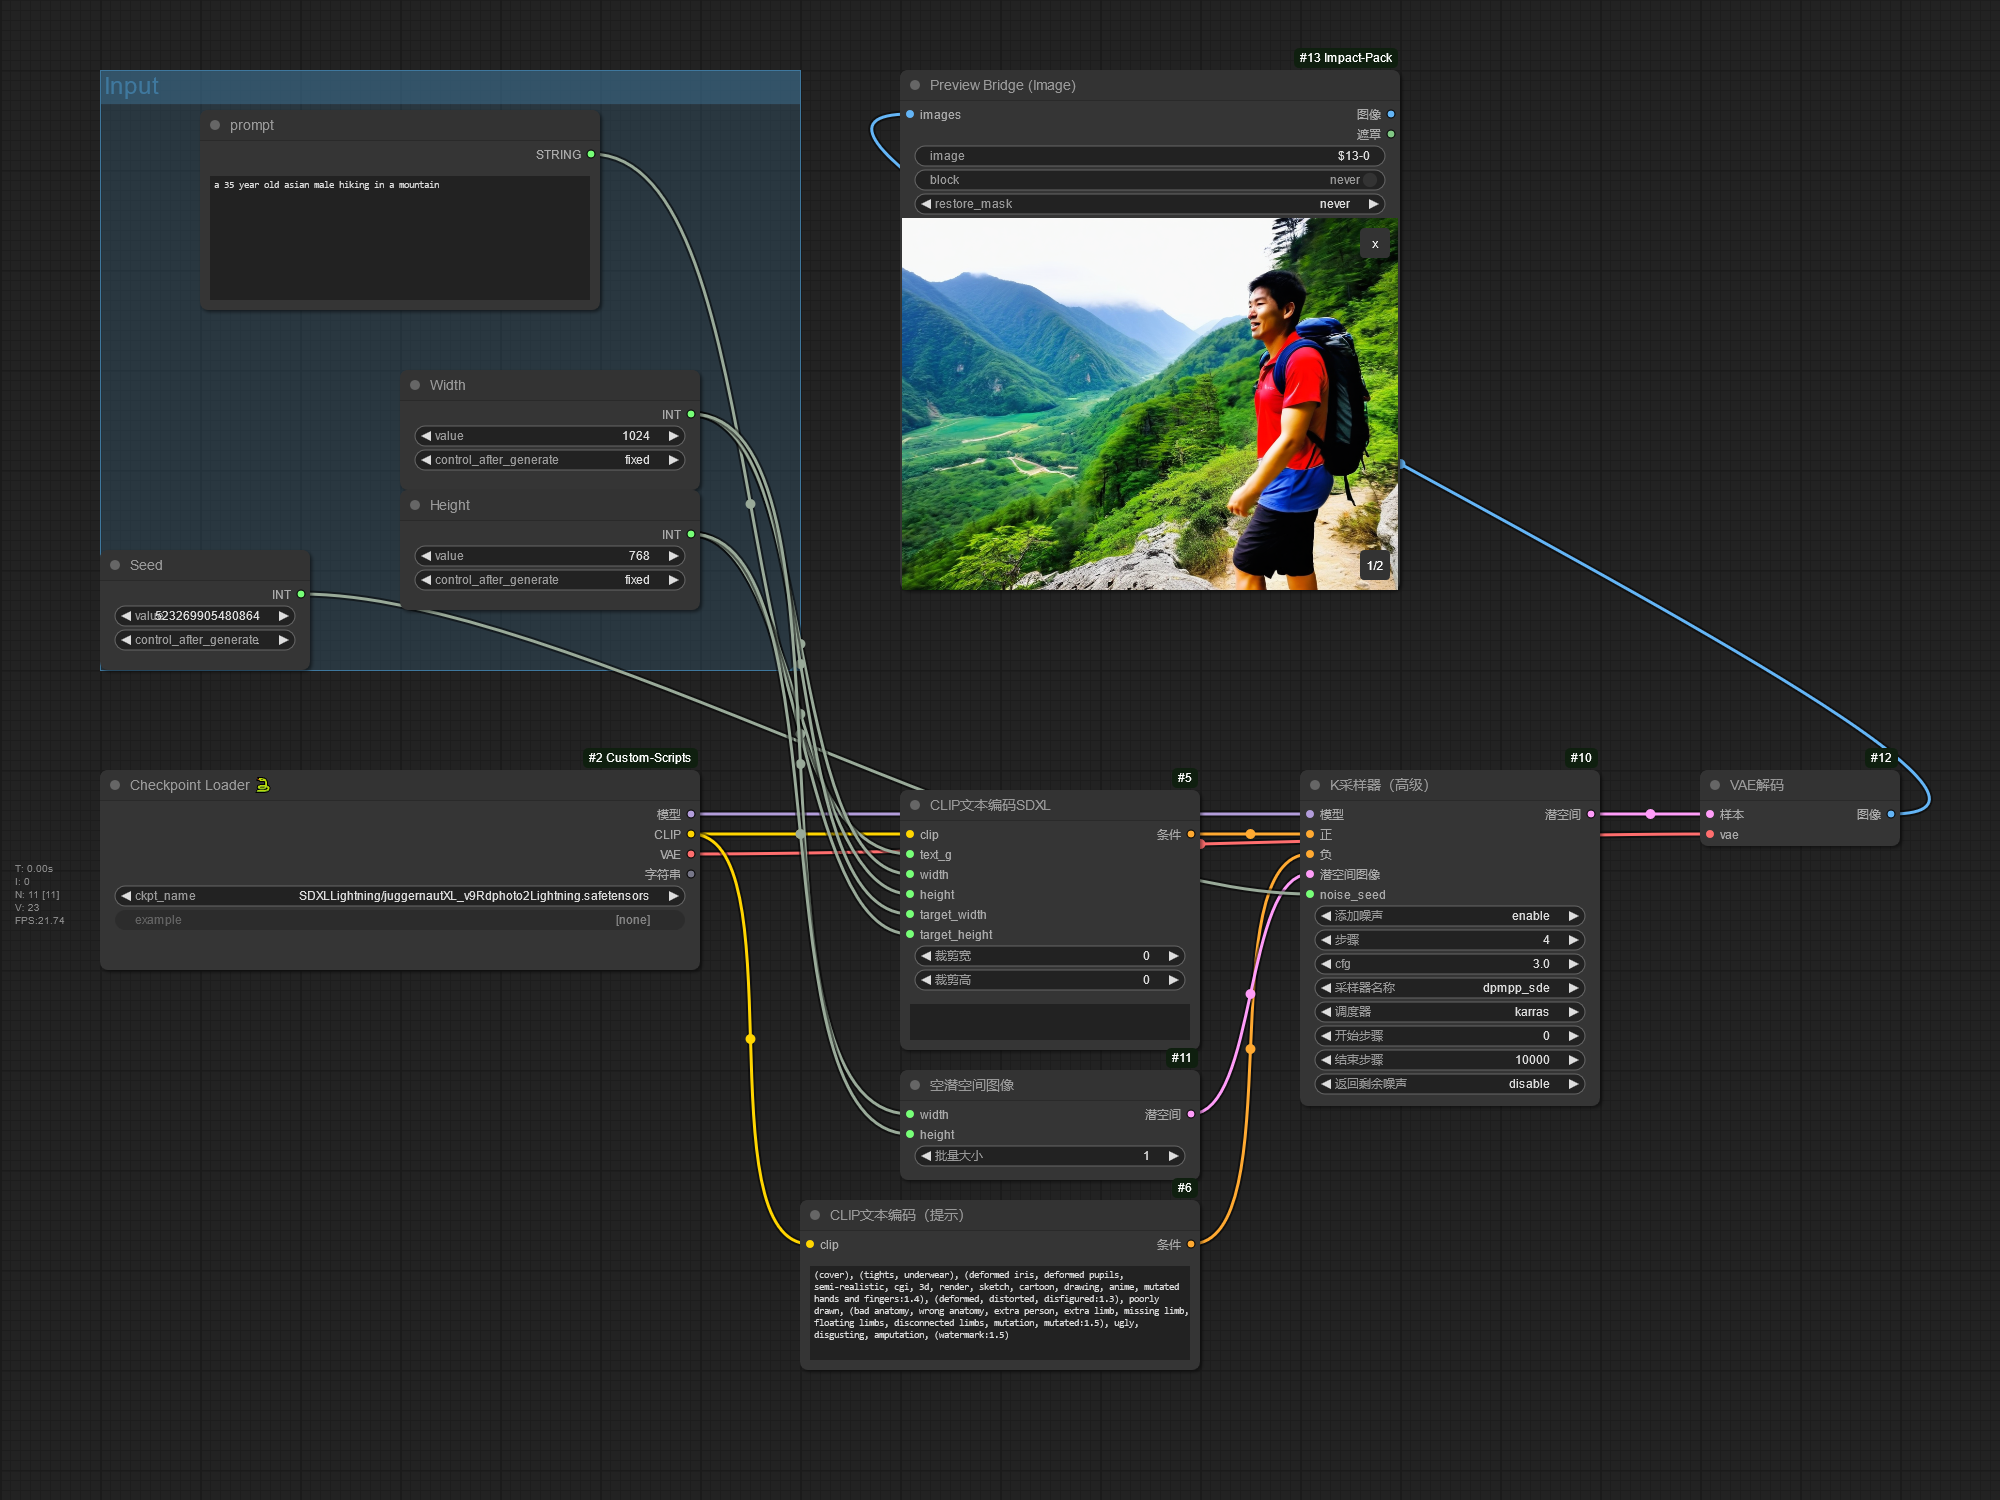 Input
prompt
STRING
a 35 year old asian male hiking in a mountain
Width
INT
value 1024
control_after_generate fixed
Height
INT
value 768
control_after_generate fixed
Seed
INT
value 523269905480864
control_after_generate
#13 Impact-Pack
Preview Bridge (Image)
images 图像
遮罩
image $13-0
block never
restore_mask never
x
1/2
#2 Custom-Scripts
Checkpoint Loader
模型
CLIP
VAE
字符串
ckpt_name SDXLLightning/juggernautXL_v9Rdphoto2Lightning.safetensors
example [none]
T: 0.00s
I: 0
N: 11 [11]
V: 23
FPS:21.74
#5
CLIP文本编码SDXL
clip 条件
text_g
width
height
target_width
target_height
裁剪宽 0
裁剪高 0
#11
空潜空间图像
width 潜空间
height
批量大小 1
#6
CLIP文本编码（提示）
clip 条件
(cover), (tights, underwear), (deformed iris, deformed pupils,
semi-realistic, cgi, 3d, render, sketch, cartoon, drawing, anime, mutated
hands and fingers:1.4), (deformed, distorted, disfigured:1.3), poorly
drawn, (bad anatomy, wrong anatomy, extra person, extra limb, missing limb,
floating limbs, disconnected limbs, mutation, mutated:1.5), ugly,
disgusting, amputation, (watermark:1.5)
#10
K采样器（高级）
模型 潜空间
正
负
潜空间图像
noise_seed
添加噪声 enable
步骤 4
cfg 3.0
采样器名称 dpmpp_sde
调度器 karras
开始步骤 0
结束步骤 10000
返回剩余噪声 disable
#12
VAE解码
样本 图像
vae